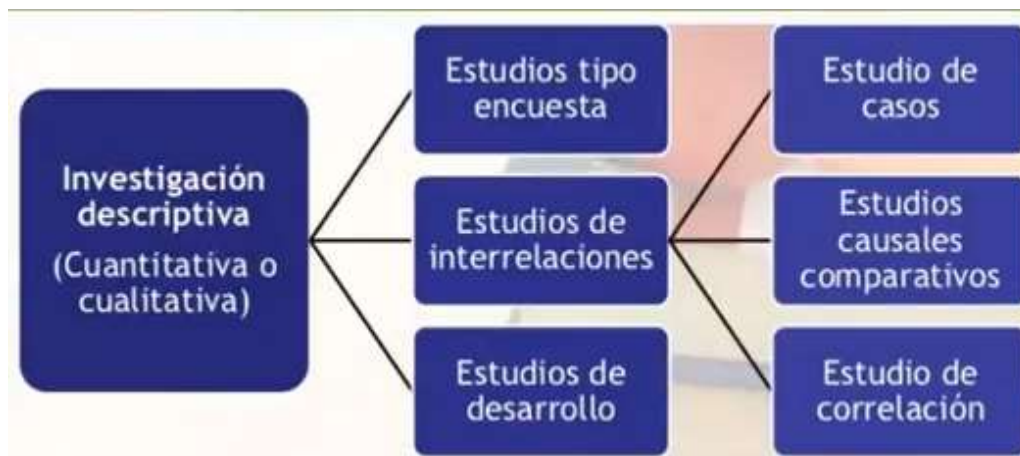 Investigación
descriptiva
(Cuantitativa o
cualitativa)
Estudios tipo
encuesta
Estudios de
interrelaciones
Estudios de
desarrollo
Estudio de
casos
Estudios
causales
comparativos
Estudio de
correlación